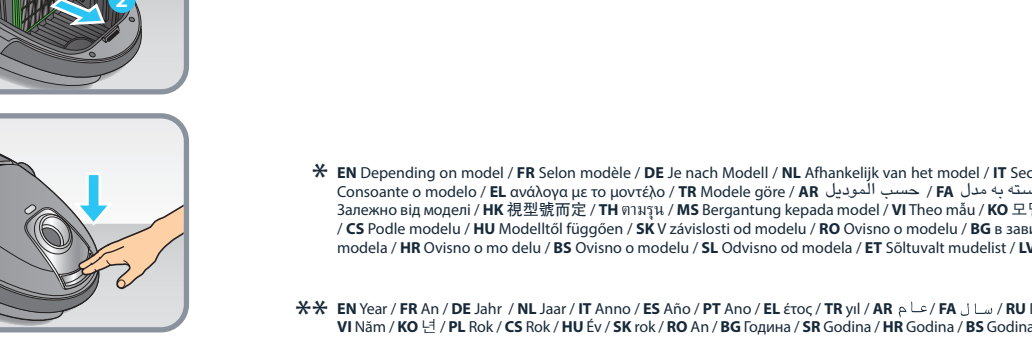 2
* EN Depending on model / FR Selon modèle / DE Je nach Modell / NL Afhankelijk van het model / IT
Consoante o modelo / EL ανάλογα με το μοντέλο / TR Modele göre / AR حسب الموديل / FA به مدل
Залежно від моделі / HK 視型號而定 / TH ตามรุ่น / MS Bergantung kepada model / VI Theo mẫu / KO
/ CS Podle modelu / HU Modelltől függően / SK V závislosti od modelu / RO Ovisno o modelu / BG в
modela / HR Ovisno o mo delu / BS Ovisno o modelu / SL Odvisno od modela / ET Sõltuvalt mudelist / LV
** EN Year / FR An / DE Jahr / NL Jaar / IT Anno / ES Año / PT Ano / EL έτος / TR yıl / AR عام / FA سال / RU
VI Năm / KO 년 / PL Rok / CS Rok / HU Év / SK rok / RO An / BG Година / SR Godina / HR Godina / BS Godina